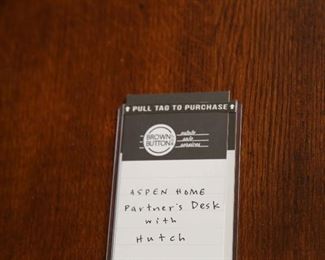 PULL TAG TO PURCHASE
BROWN
BUTTON
estate
sale
services
ASPEN HOME
Partner's Desk
with
Hutch